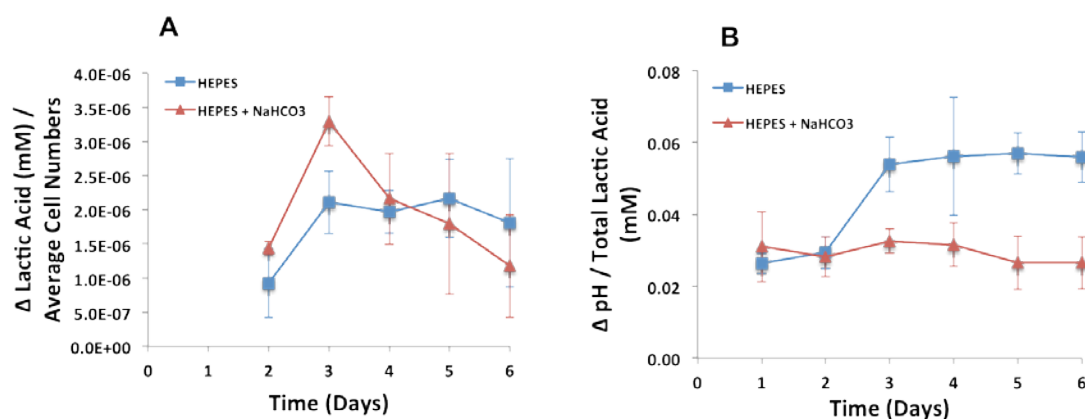 A
Δ Lactic Acid (mM) /
Average Cell Numbers
4.0E-06
3.5E-06
3.0E-06
2.5E-06
2.0E-06
1.5E-06
1.0E-06
5.0E-07
0.0E+00
HEPES
HEPES + NaHCO3
0 1 2 3 4 5 6
Time (Days)
B
Δ pH / Total Lactic Acid
(mM)
0.08
0.06
0.04
0.02
0.00
HEPES
HEPES + NaHCO3
0 1 2 3 4 5 6
Time (Days)